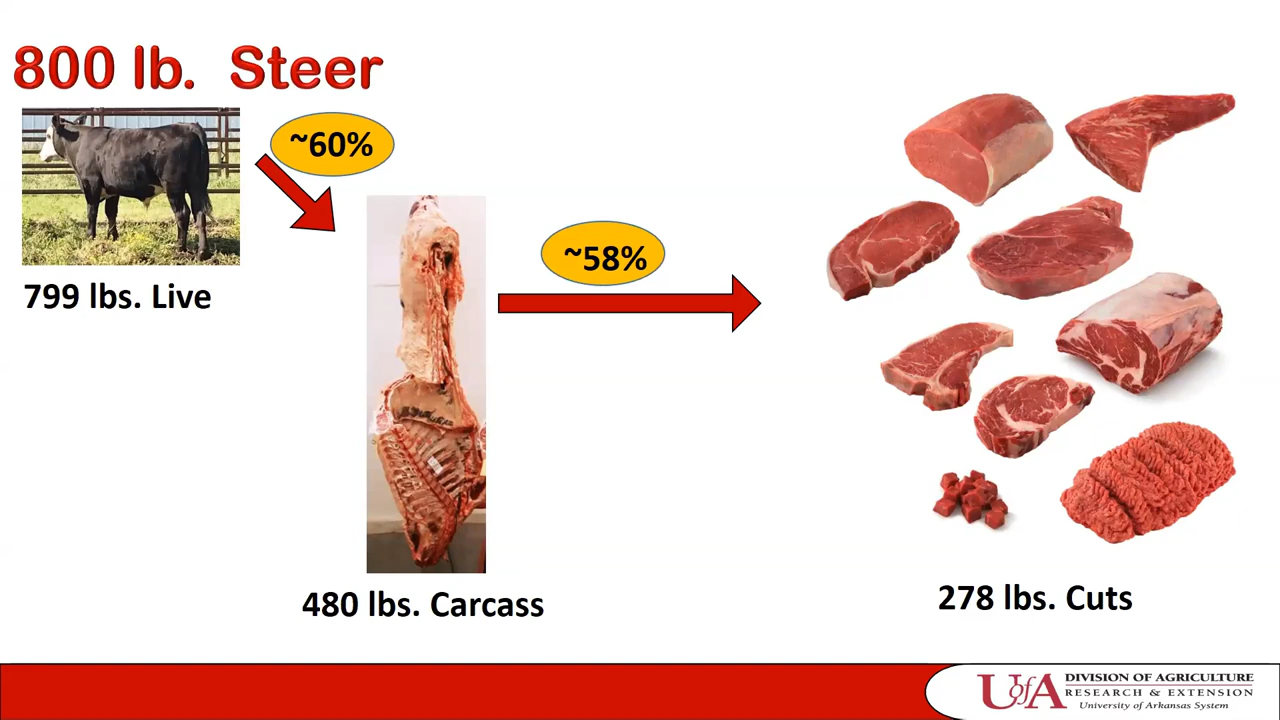 800 lb. Steer
~60%
799 lbs. Live
~58%
480 lbs. Carcass
278 lbs. Cuts
UofA
DIVISION OF AGRICULTURE
RESEARCH & EXTENSION
University of Arkansas System